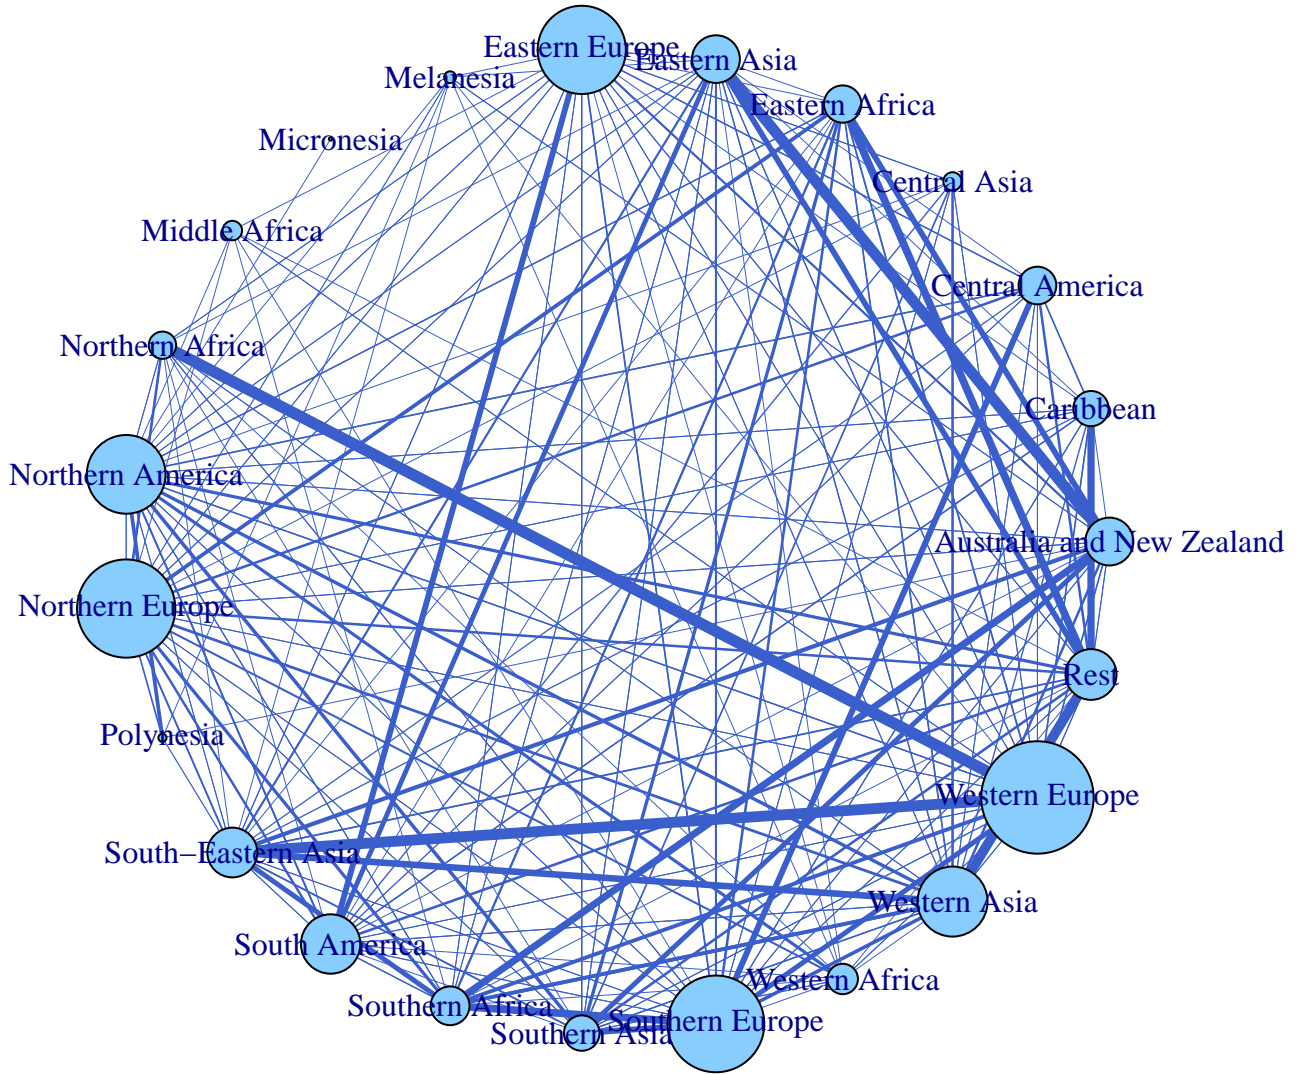 Eastern Europe
Eastern Asia
Melanesia
Eastern Africa
Micronesia
Central Asia
Middle Africa
Central America
Northern Africa
Caribbean
Northern America
Australia and New Zealand
Northern Europe
Rest
Polynesia
Western Europe
South−Eastern Asia
Western Asia
South America
Western Africa
Southern Africa
Southern Europe
Southern Asia